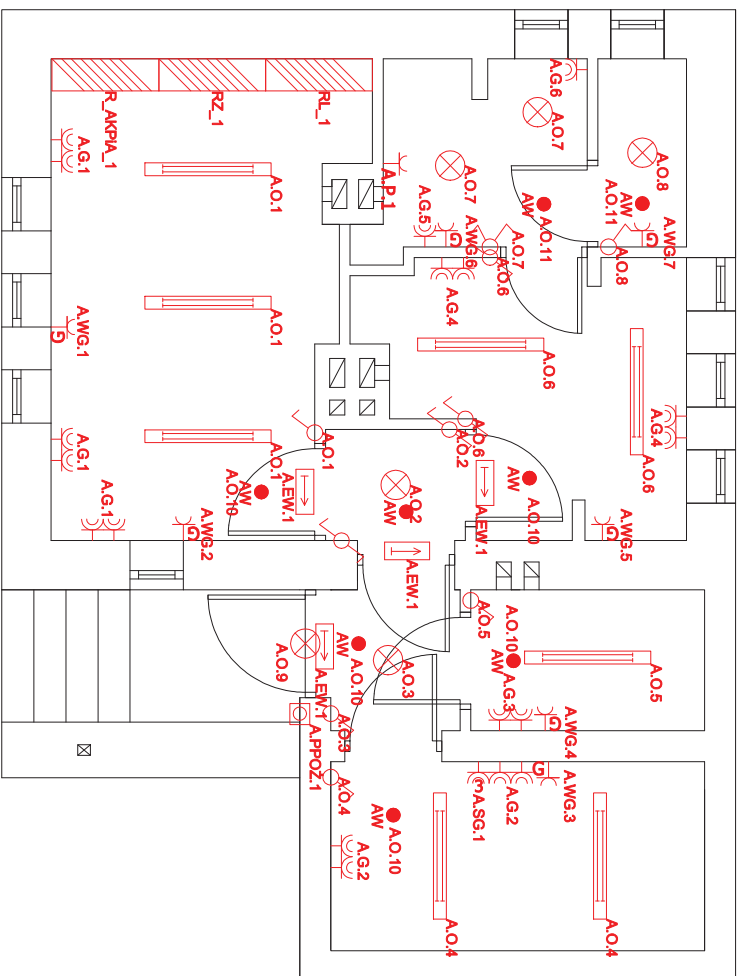 A.G.6
A.O.7
A.O.8
R_AKPIA_1
RZ_1
RL_1
A.G.1
A.O.1
A.P.1
A.O.7
A.G.5
A.WG.6
G
A.O.7
A.O.6
AW
A.O.11
A.O.11
AW
A.WG.7
G
A.O.8
A.G.4
A.O.1
A.WG.1
G
A.O.6
A.G.4
A.O.6
A.G.1
A.O.1
A.O.1
A.O.6
A.O.2
A.O.10
AW
A.EW.1
A.O.2
AW
AW
A.O.10
A.EW.1
A.G.1
A.WG.2
G
A.WG.5
G
A.EW.1
A.O.5
A.O.10
AW
A.O.5
A.O.9
AW
A.O.10
A.EW.1
A.O.3
A.G.3
A.WG.4
G
A.O.3
A.PPOŻ.1
A.O.4
AW
A.O.10
A.SG.1
A.G.2
G
A.WG.3
A.G.2
A.O.4
A.O.4